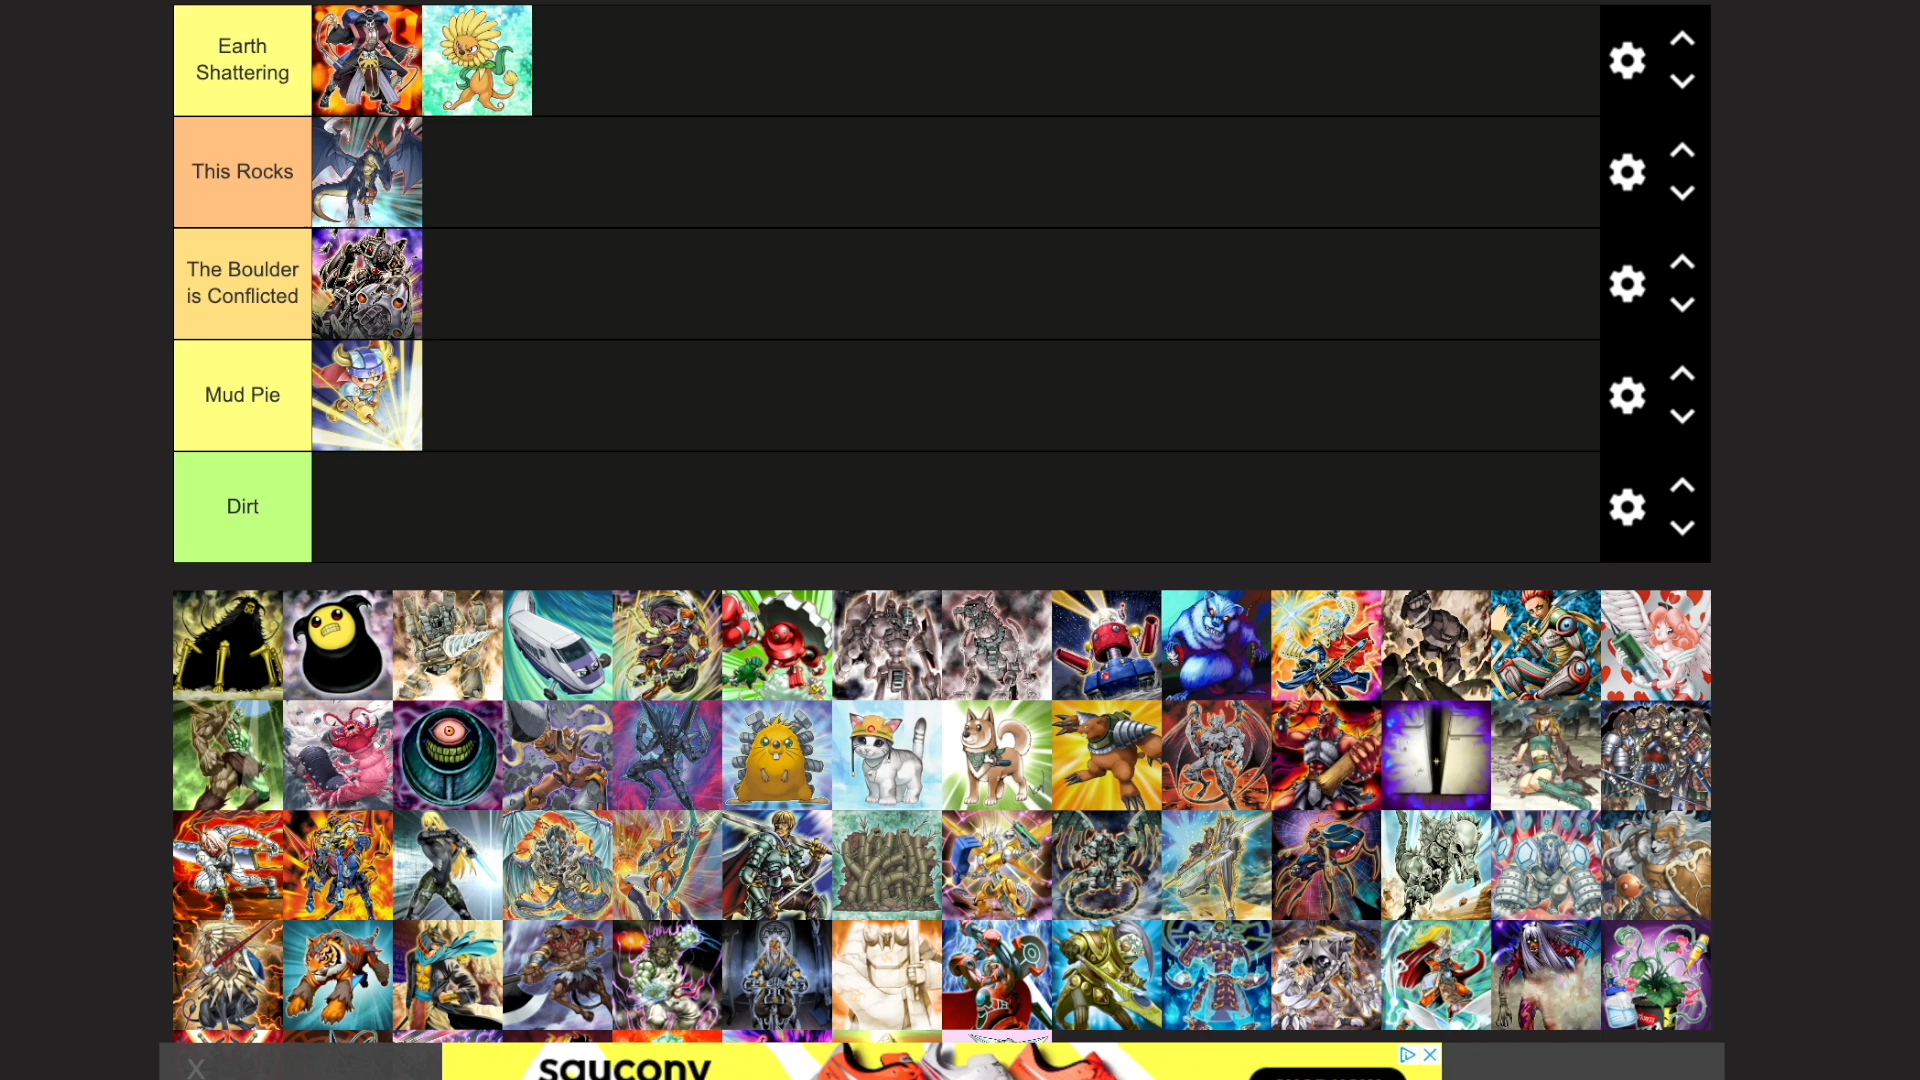 Earth
Shattering
This Rocks
The Boulder
is Conflicted
Mud Pie
Dirt
X
saucony